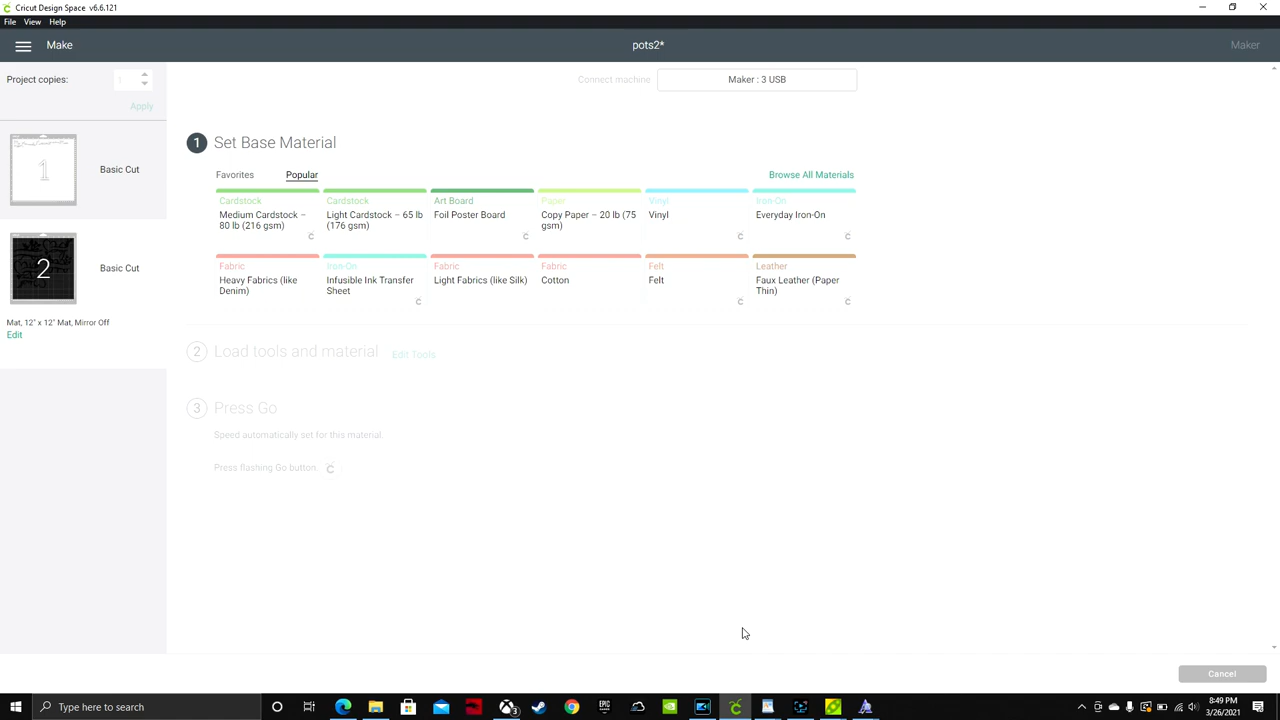 Cricut Design Space v6.6.121
File View Help
Make
pots2*
Maker
Project copies:
1
Apply
Connect machine
Maker : 3 USB
1 Set Base Material
Favorites
Popular
Browse All Materials
Cardstock
Medium Cardstock – 80 lb (216 gsm)
Cardstock
Light Cardstock – 65 lb (176 gsm)
Art Board
Foil Poster Board
Paper
Copy Paper – 20 lb (75 gsm)
Vinyl
Vinyl
Iron-On
Everyday Iron-On
Fabric
Heavy Fabrics (like Denim)
Iron-On
Infusible Ink Transfer Sheet
Fabric
Light Fabrics (like Silk)
Fabric
Cotton
Felt
Felt
Leather
Faux Leather (Paper Thin)
1
Basic Cut
2
Basic Cut
Mat, 12" x 12" Mat, Mirror Off
Edit
2 Load tools and material
Edit Tools
3 Press Go
Speed automatically set for this material.
Press flashing Go button.
Cancel
Type here to search
EPIC
3
8:49 PM
3/26/2021